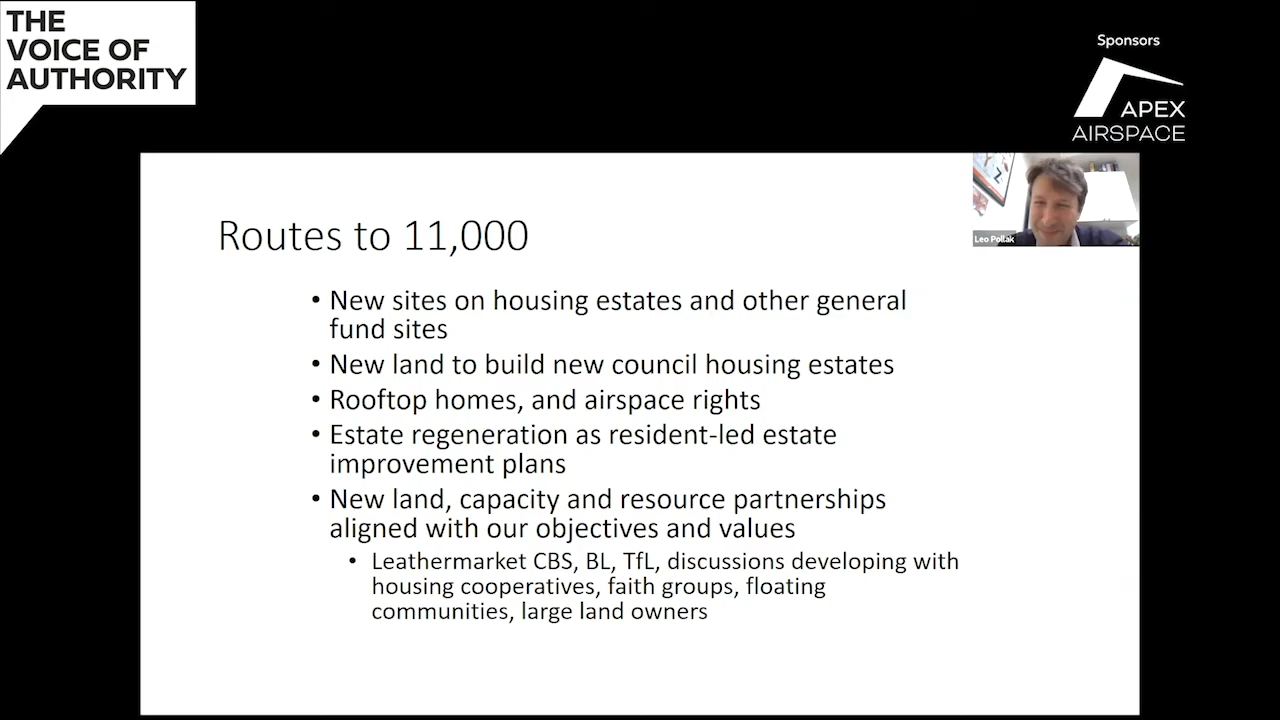 THE
VOICE OF
AUTHORITY
Sponsors
APEX
AIRSPACE
Leo Pollak
Routes to 11,000
• New sites on housing estates and other general
fund sites
• New land to build new council housing estates
• Rooftop homes, and airspace rights
• Estate regeneration as resident-led estate
improvement plans
• New land, capacity and resource partnerships
aligned with our objectives and values
• Leathermarket CBS, BL, TfL, discussions developing with
housing cooperatives, faith groups, floating
communities, large land owners